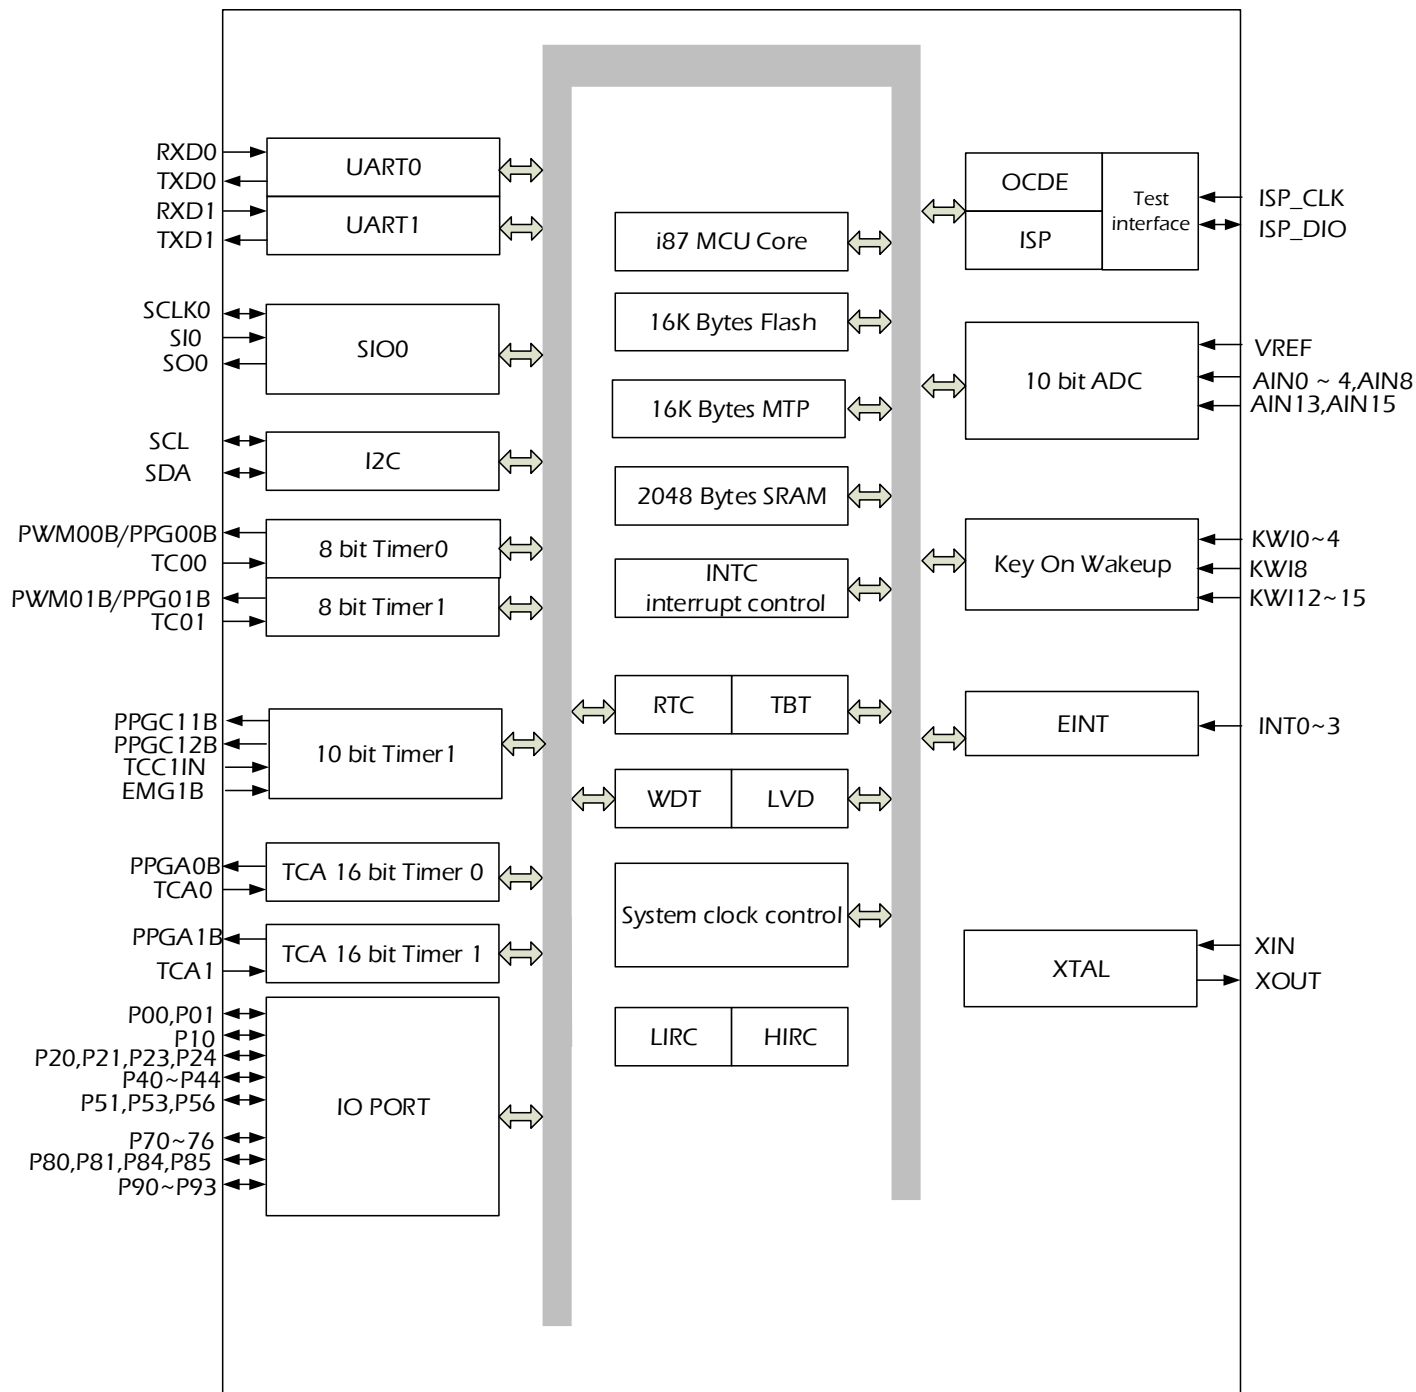 RXD0
TXD0
RXD1
TXD1
UART0
UART1
SCLK0
SI0
SO0
SIO0
SCL
SDA
I2C
PWM00B/PPG00B
TC00
PWM01B/PPG01B
TC01
8 bit Timer0
8 bit Timer1
PPGC11B
PPGC12B
TCC1IN
EMG1B
10 bit Timer1
PPGA0B
TCA0
TCA 16 bit Timer 0
PPGA1B
TCA1
TCA 16 bit Timer 1
P00,P01
P10
P20,P21,P23,P24
P40~P44
P51,P53,P56
P70~76
P80,P81,P84,P85
P90~P93
IO PORT
i87 MCU Core
16K Bytes Flash
16K Bytes MTP
2048 Bytes SRAM
INTC
interrupt control
RTC
TBT
WDT
LVD
System clock control
LIRC
HIRC
OCDE
ISP
Test
interface
ISP_CLK
ISP_DIO
10 bit ADC
VREF
AIN0 ~ 4,AIN8
AIN13,AIN15
Key On Wakeup
KWI0~4
KWI8
KWI12~15
EINT
INT0~3
XTAL
XIN
XOUT